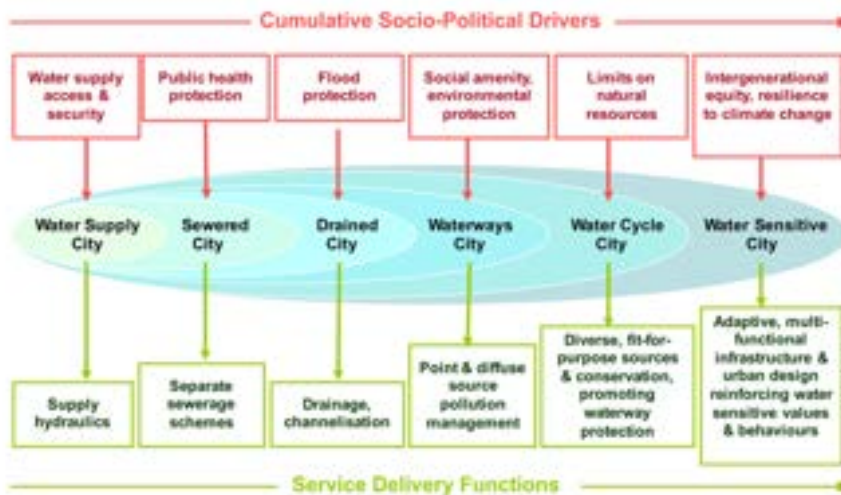 Cumulative Socio-Political Drivers
Water supply
access &
security
Public health
protection
Flood
protection
Social amenity,
environmental
protection
Limits on
natural
resources
Intergenerational
equity, resilience
to climate change
Water Supply
City
Sewered
City
Drained
City
Waterways
City
Water Cycle
City
Water Sensitive
City
Supply
hydraulics
Separate
sewerage
schemes
Drainage,
channelisation
Point & diffuse
source
pollution
management
Diverse, fit-for-
purpose sources
& conservation,
promoting
waterway
protection
Adaptive, multi-
functional
infrastructure &
urban design
reinforcing water
sensitive values
& behaviours
Service Delivery Functions